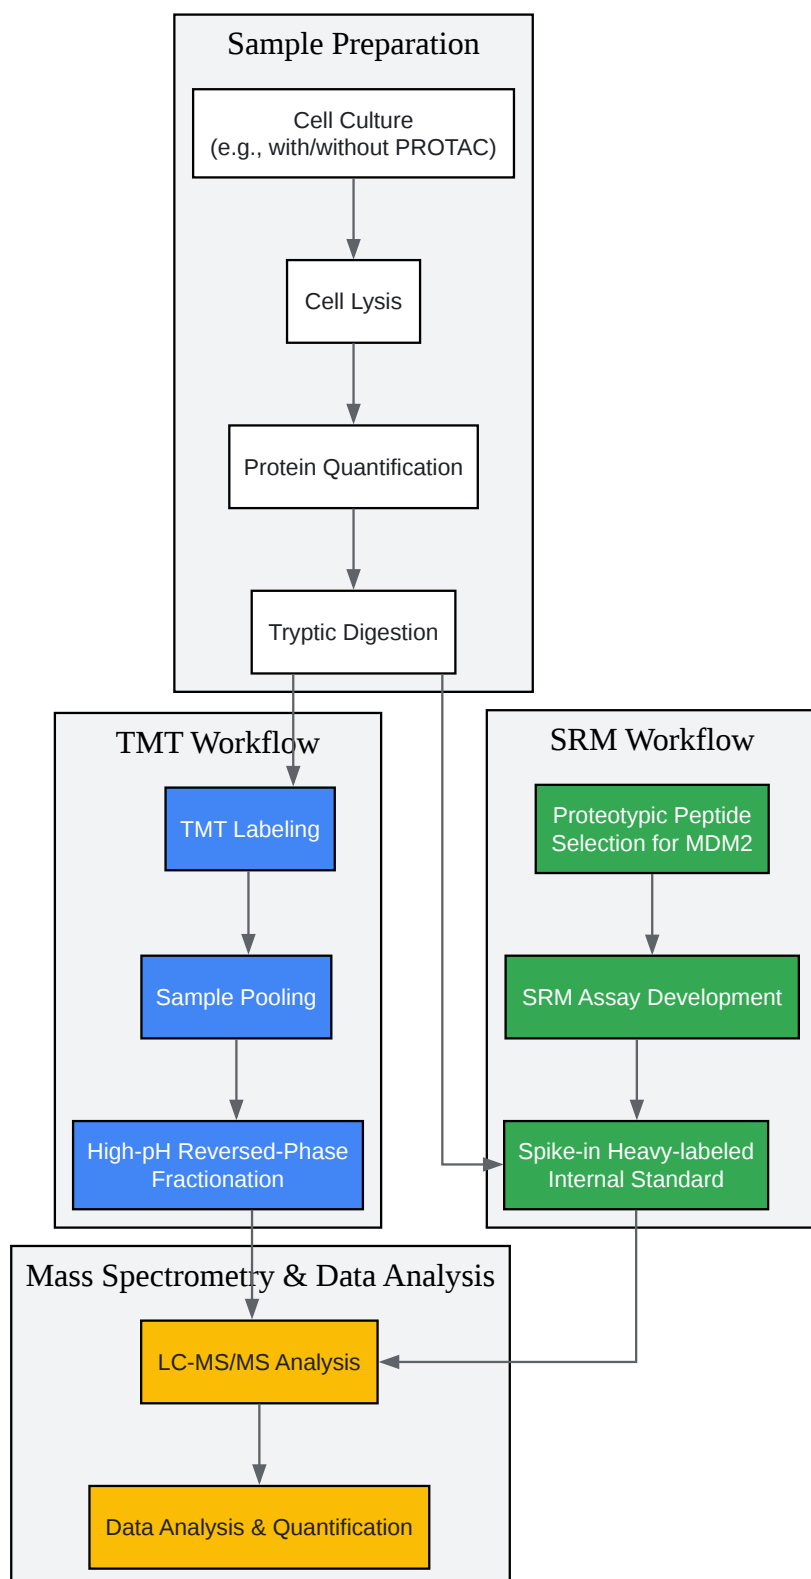 Sample Preparation
Cell Culture
(e.g., with/without PROTAC)
Cell Lysis
Protein Quantification
Tryptic Digestion
TMT Workflow
TMT Labeling
Sample Pooling
High-pH Reversed-Phase
Fractionation
SRM Workflow
Proteotypic Peptide
Selection for MDM2
SRM Assay Development
Spike-in Heavy-labeled
Internal Standard
Mass Spectrometry & Data Analysis
LC-MS/MS Analysis
Data Analysis & Quantification